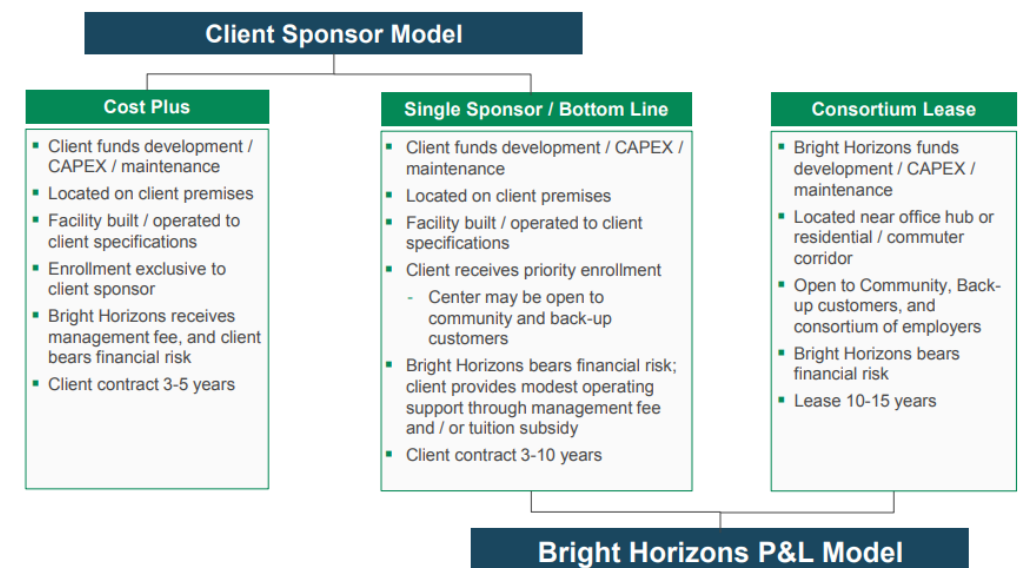 Client Sponsor Model
Cost Plus
▪ Client funds development /
CAPEX / maintenance
▪ Located on client premises
▪ Facility built / operated to
client specifications
▪ Enrollment exclusive to
client sponsor
▪ Bright Horizons receives
management fee, and client
bears financial risk
▪ Client contract 3-5 years
Single Sponsor / Bottom Line
▪ Client funds development / CAPEX /
maintenance
▪ Located on client premises
▪ Facility built / operated to client
specifications
▪ Client receives priority enrollment
- Center may be open to
community and back-up
customers
▪ Bright Horizons bears financial risk;
client provides modest operating
support through management fee
and / or tuition subsidy
▪ Client contract 3-10 years
Consortium Lease
▪ Bright Horizons funds
development / CAPEX /
maintenance
▪ Located near office hub or
residential / commuter
corridor
▪ Open to Community, Back-
up customers, and
consortium of employers
▪ Bright Horizons bears
financial risk
▪ Lease 10-15 years
Bright Horizons P&L Model